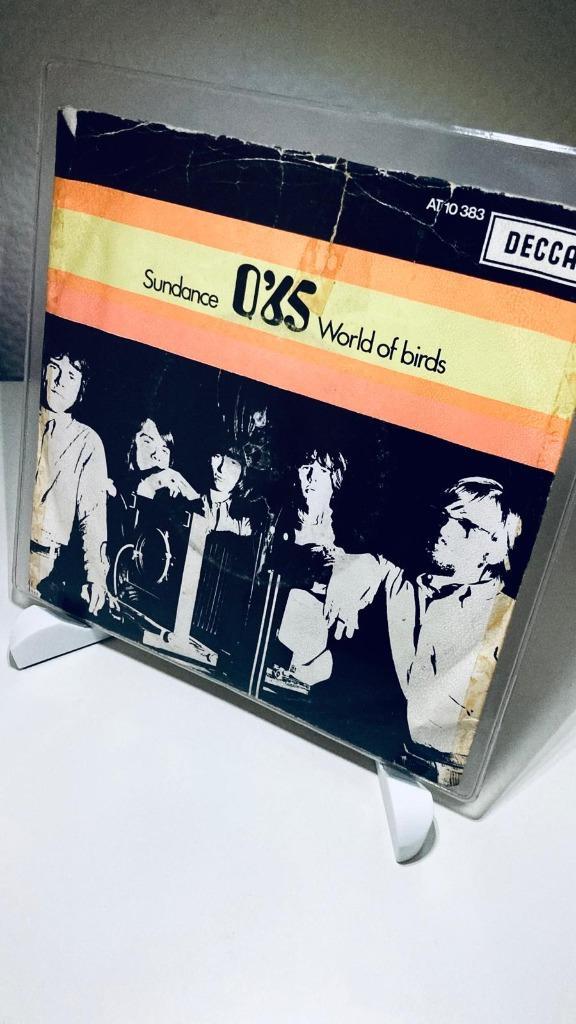 AT 10 383
DECCA
Sundance O'65 World of birds